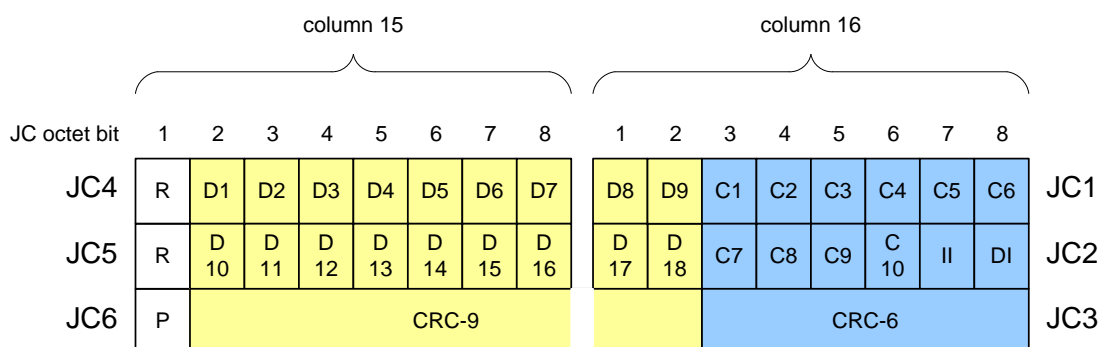 column 15 column 16
JC octet bit 1 2 3 4 5 6 7 8 1 2 3 4 5 6 7 8
JC4 R D1 D2 D3 D4 D5 D6 D7 D8 D9 C1 C2 C3 C4 C5 C6 JC1
JC5 R D 10 D 11 D 12 D 13 D 14 D 15 D 16 D 17 D 18 C7 C8 C9 C 10 II DI JC2
JC6 P CRC-9 CRC-6 JC3